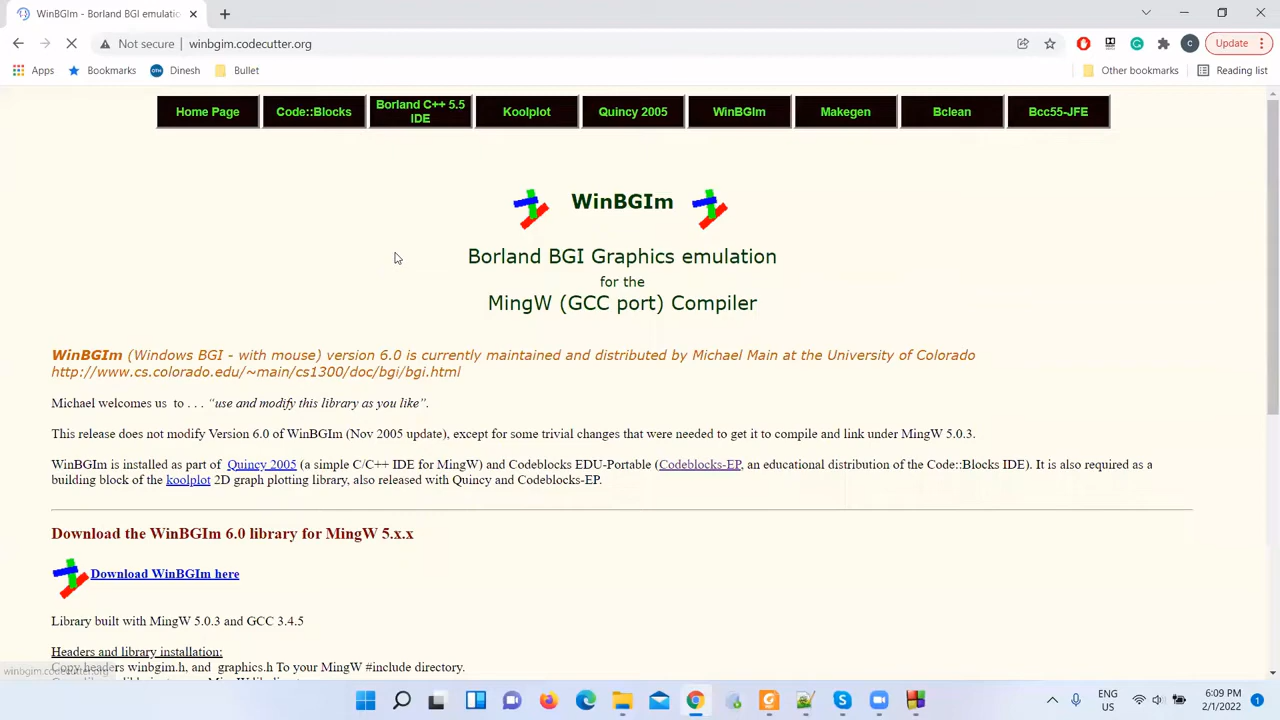 WinBGIm - Borland BGI emulatio
Not secure
winbgim.codecutter.org
Update
Apps
Bookmarks
Dinesh
Bullet
Other bookmarks
Reading list
Home Page
Code::Blocks
Borland C++ 5.5
IDE
Koolplot
Quincy 2005
WinBGIm
Makegen
Bclean
Bcc55-JFE
WinBGIm
Borland BGI Graphics emulation
for the
MingW (GCC port) Compiler
WinBGIm (Windows BGI - with mouse) version 6.0 is currently maintained and distributed by Michael Main at the University of Colorado
http://www.cs.colorado.edu/~main/cs1300/doc/bgi/bgi.html
Michael welcomes us to . . . “use and modify this library as you like”.
This release does not modify Version 6.0 of WinBGIm (Nov 2005 update), except for some trivial changes that were needed to get it to compile and link under MingW 5.0.3.
WinBGIm is installed as part of Quincy 2005 (a simple C/C++ IDE for MingW) and Codeblocks EDU-Portable (Codeblocks-EP, an educational distribution of the Code::Blocks IDE). It is also required as a
building block of the koolplot 2D graph plotting library, also released with Quincy and Codeblocks-EP.
Download the WinBGIm 6.0 library for MingW 5.x.x
Download WinBGIm here
Library built with MingW 5.0.3 and GCC 3.4.5
Headers and library installation:
Copy headers winbgim.h, and graphics.h To your MingW #include directory.
winbgim.codecutter.org
ENG
US
6:09 PM
2/1/2022